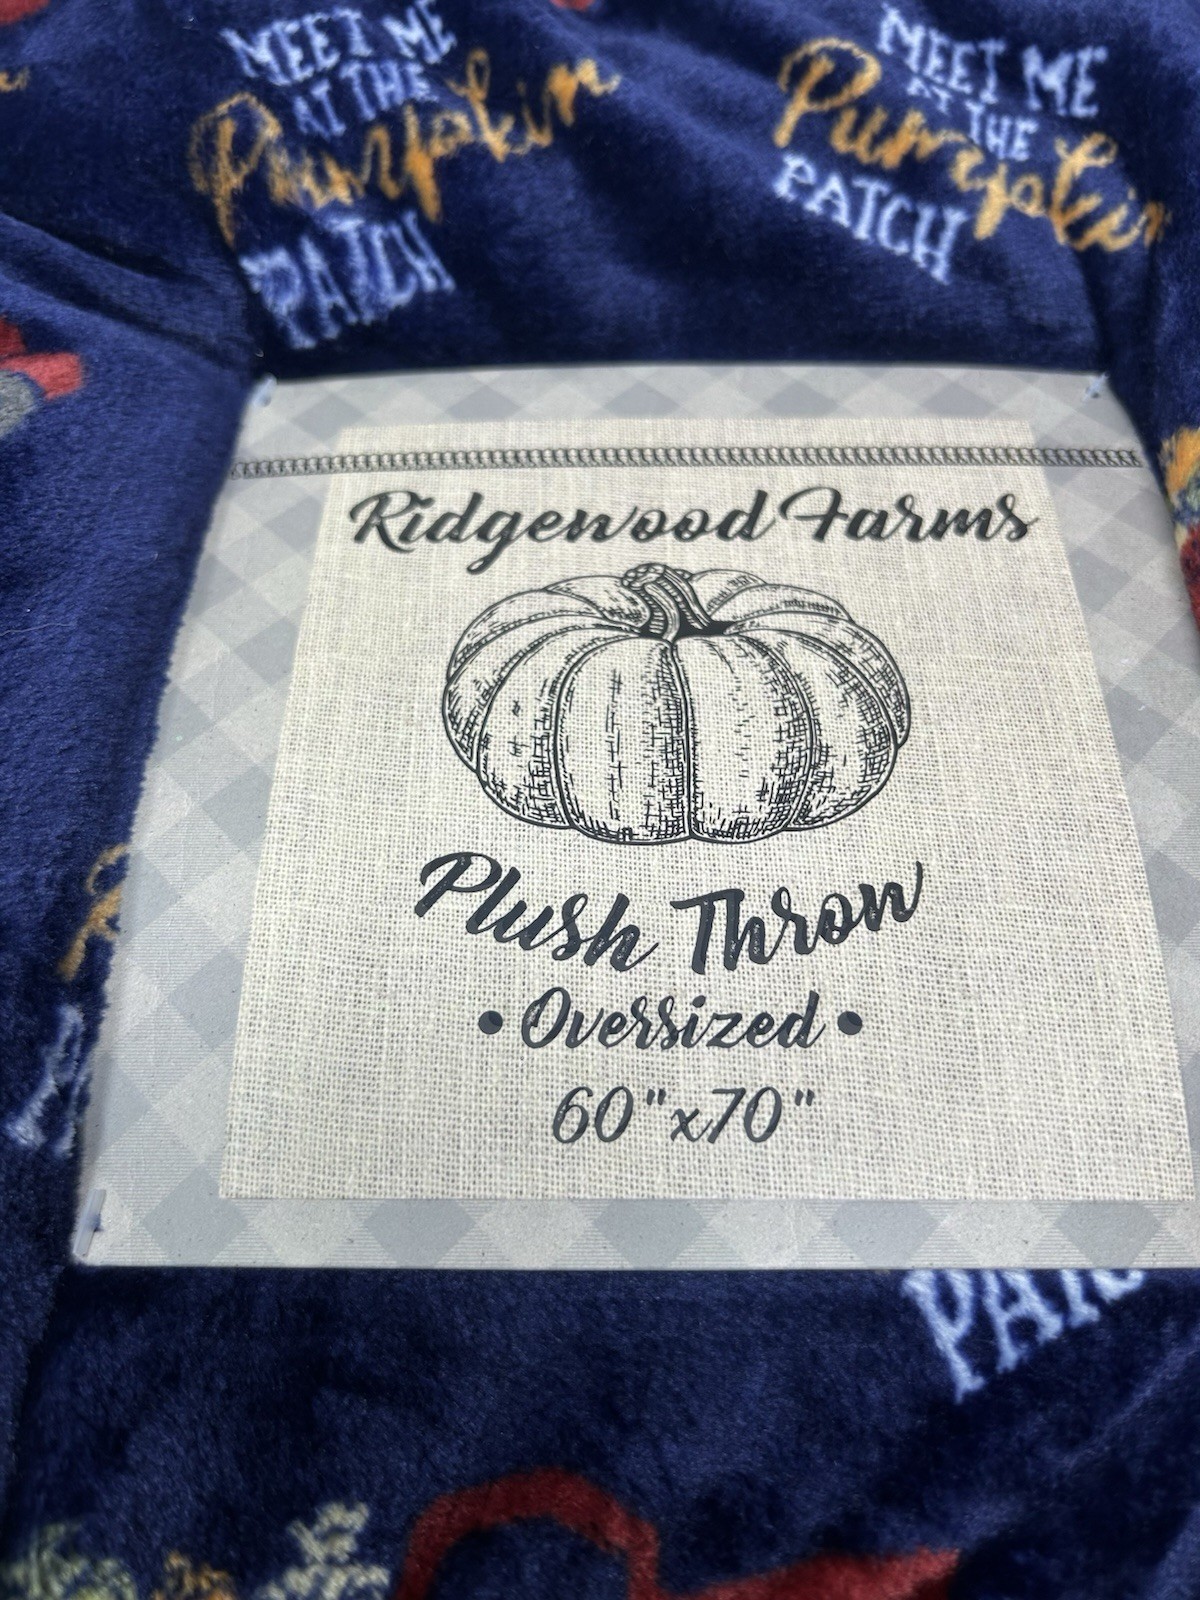 MEET ME
AT THE
Pumpkin
PATCH
MEET ME
AT THE
Pumpkin
PATCH
Ridgewood Farms
Plush Throw
• Oversized •
60"x70"